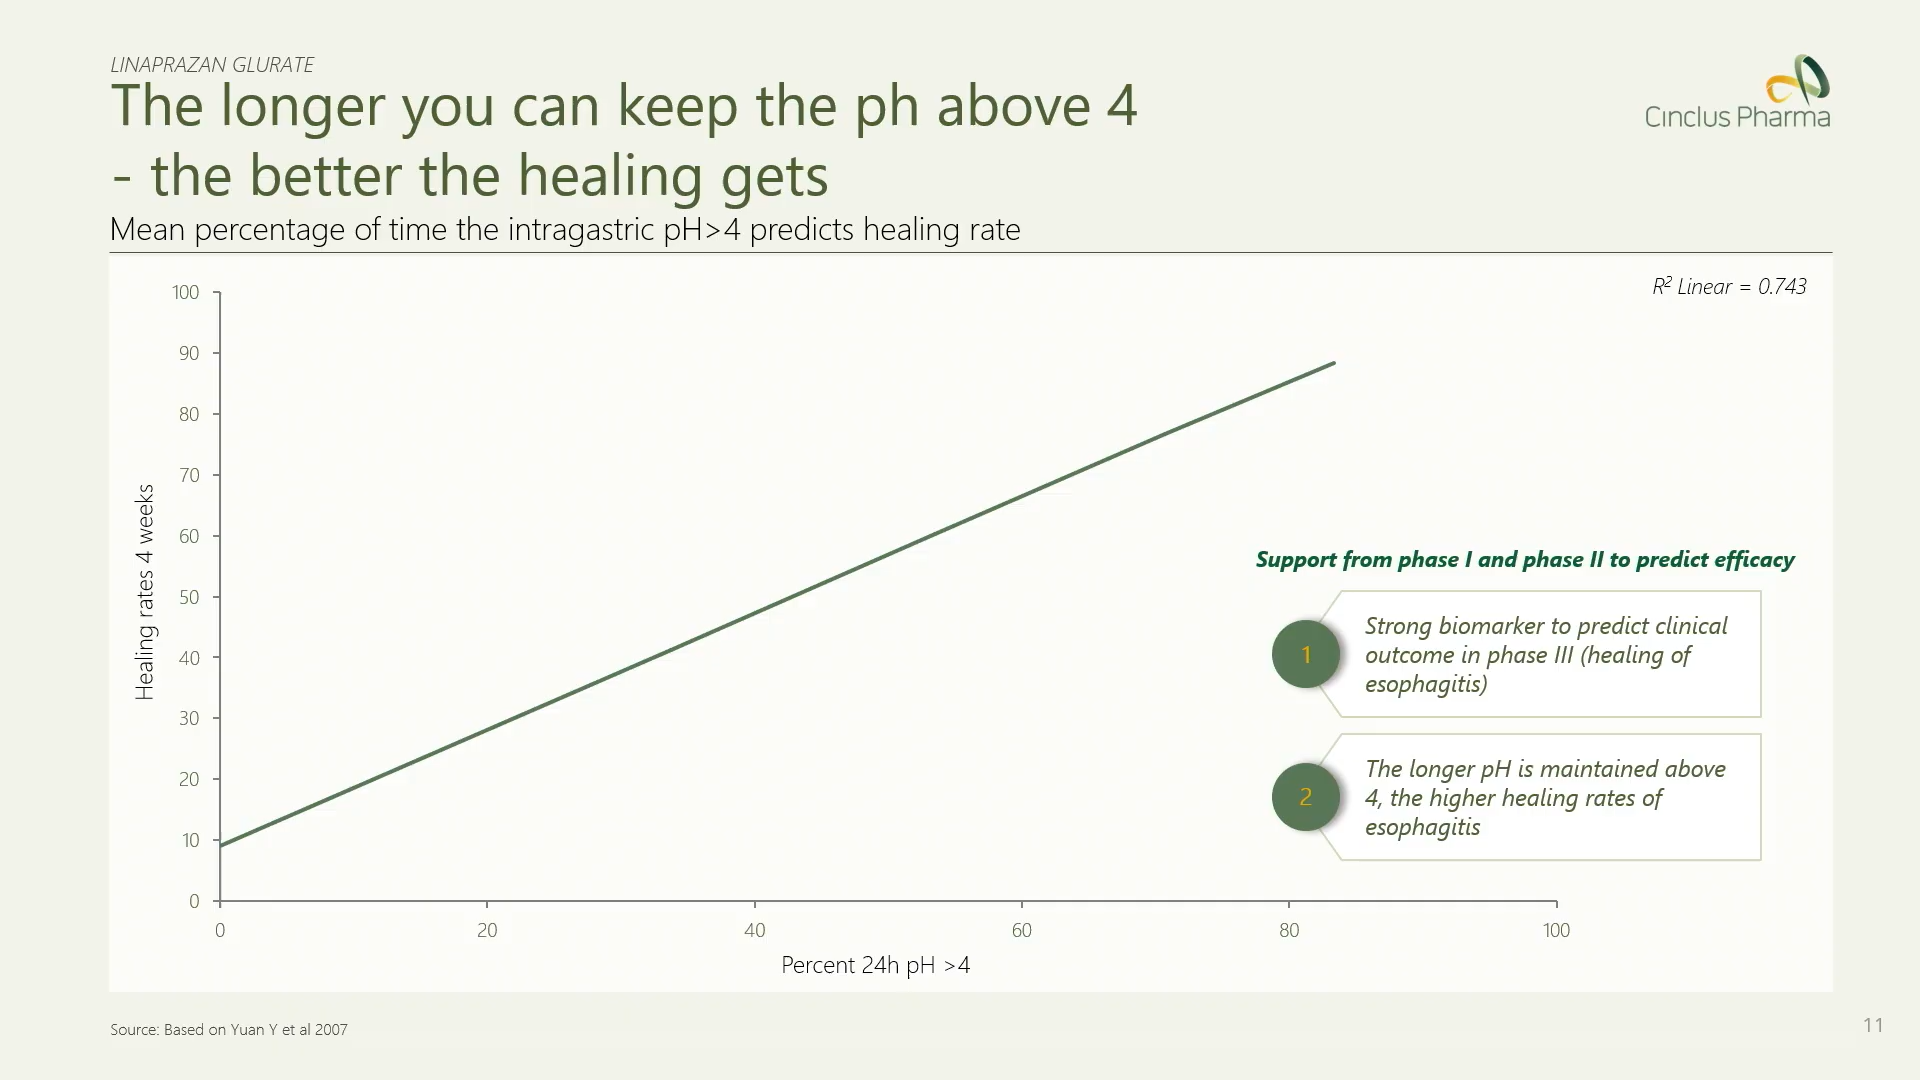 LINAPRAZAN GLURATE
The longer you can keep the ph above 4
- the better the healing gets
Mean percentage of time the intragastric pH>4 predicts healing rate
Cinclus Pharma
R² Linear = 0.743
100
90
80
70
60
50
40
30
20
10
0
Healing rates 4 weeks
0 20 40 60 80 100
Percent 24h pH >4
Support from phase I and phase II to predict efficacy
1
Strong biomarker to predict clinical
outcome in phase III (healing of
esophagitis)
2
The longer pH is maintained above
4, the higher healing rates of
esophagitis
Source: Based on Yuan Y et al 2007
11